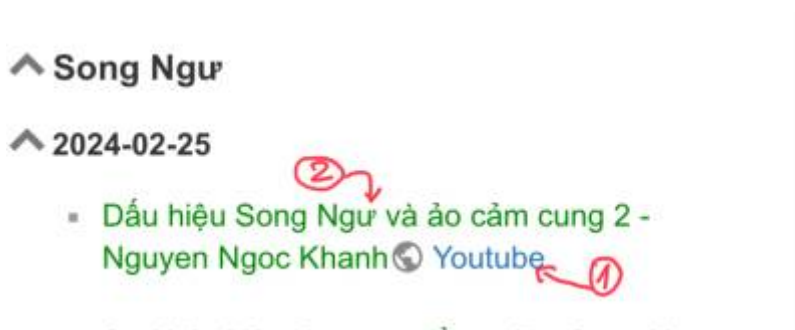 Song Ngư
2024-02-25
2
Dấu hiệu Song Ngư và ảo cảm cung 2 -
Nguyen Ngoc Khanh Youtube
1